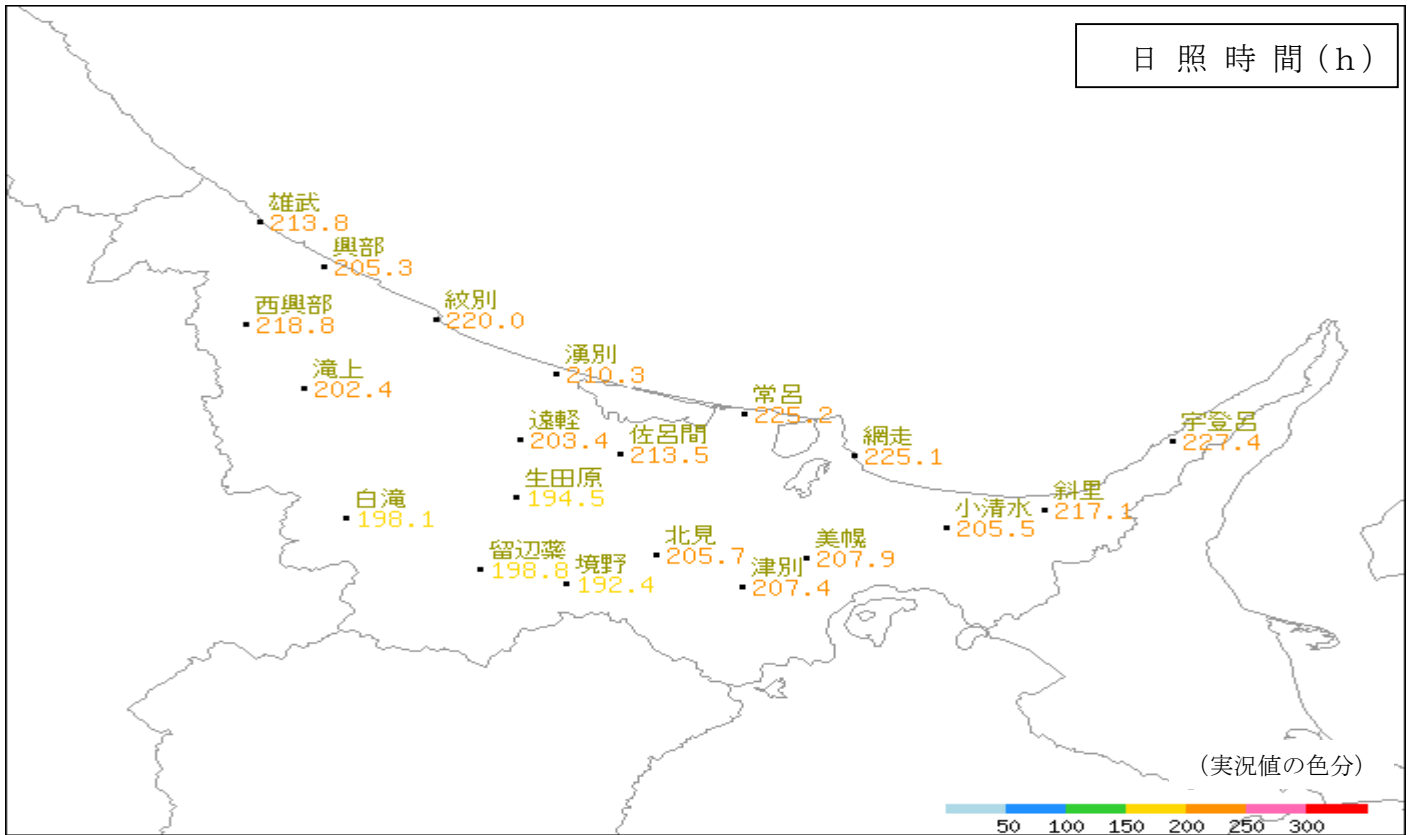 日 照 時 間 (ｈ)
雄武
213.8
興部
205.3
西興部
218.8
紋別
220.0
滝上
202.4
湧別
210.3
常呂
225.2
遠軽
203.4
佐呂間
213.5
網走
225.1
宇登呂
227.4
生田原
194.5
白滝
198.1
斜里
217.1
小清水
205.5
留辺蘂
198.8
境野
192.4
北見
205.7
美幌
207.9
津別
207.4
(実況値の色分)
50 100 150 200 250 300